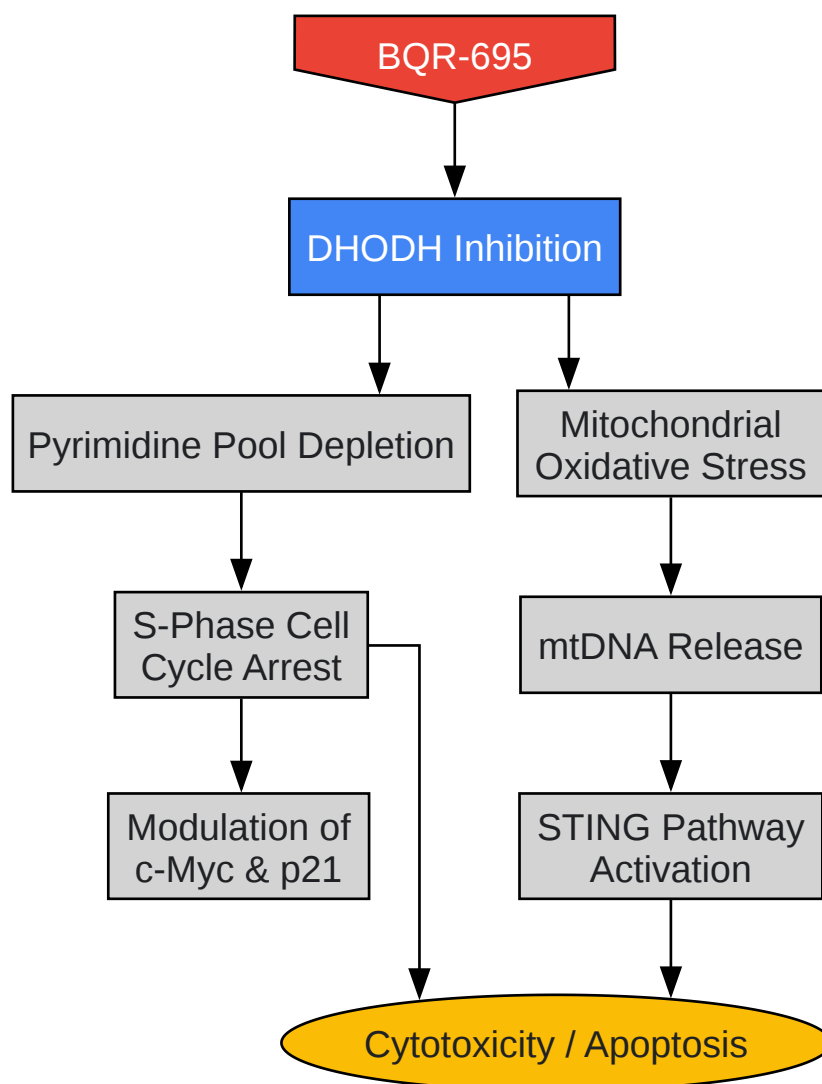 BQR-695
DHODH Inhibition
Pyrimidine Pool Depletion
Mitochondrial
Oxidative Stress
S-Phase Cell
Cycle Arrest
mtDNA Release
Modulation of
c-Myc & p21
STING Pathway
Activation
Cytotoxicity / Apoptosis